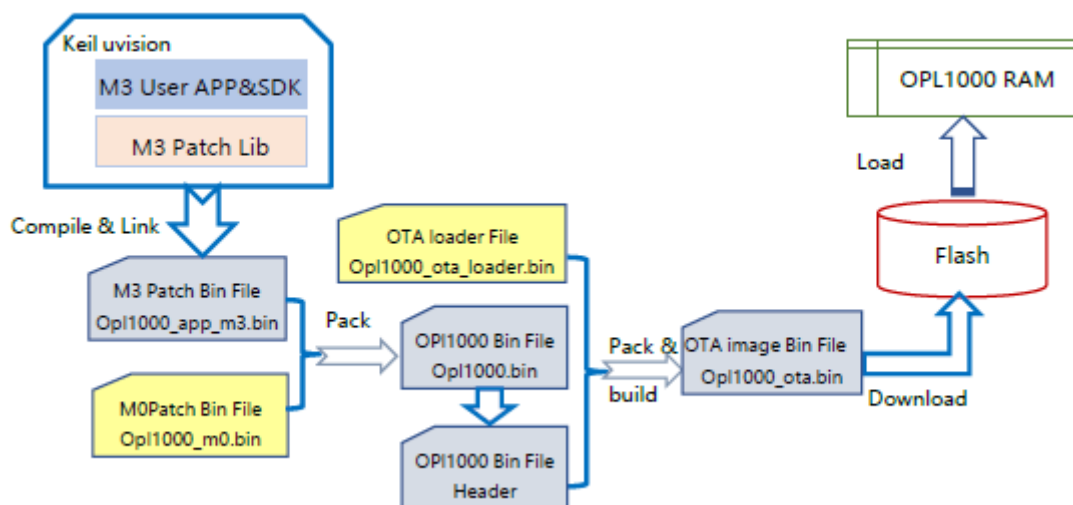 Keil uvision
M3 User APP&SDK
M3 Patch Lib
Compile & Link
M3 Patch Bin File
Opl1000_app_m3.bin
M0Patch Bin File
Opl1000_m0.bin
Pack
OTA loader File
Opl1000_ota_loader.bin
OPl1000 Bin File
Opl1000.bin
OPl1000 Bin File
Header
Pack &
build
OTA image Bin File
Opl1000_ota.bin
Download
Flash
Load
OPL1000 RAM